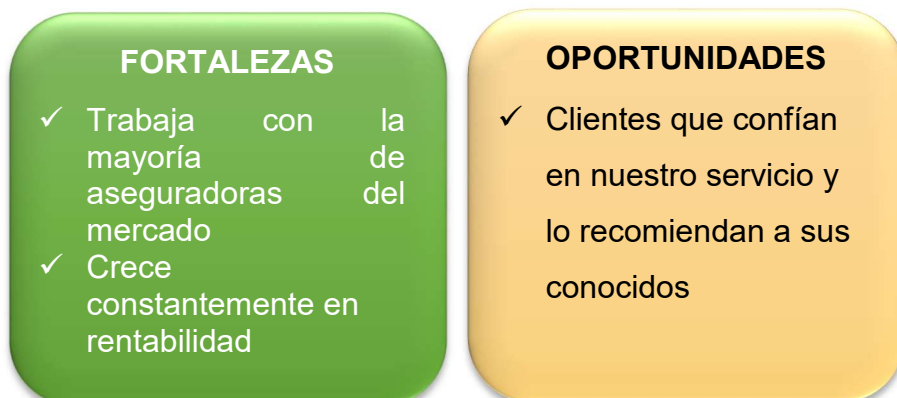 FORTALEZAS
✓ Trabaja con la
mayoría de
aseguradoras del
mercado
✓ Crece
constantemente en
rentabilidad
OPORTUNIDADES
✓ Clientes que confían
en nuestro servicio y
lo recomiendan a sus
conocidos